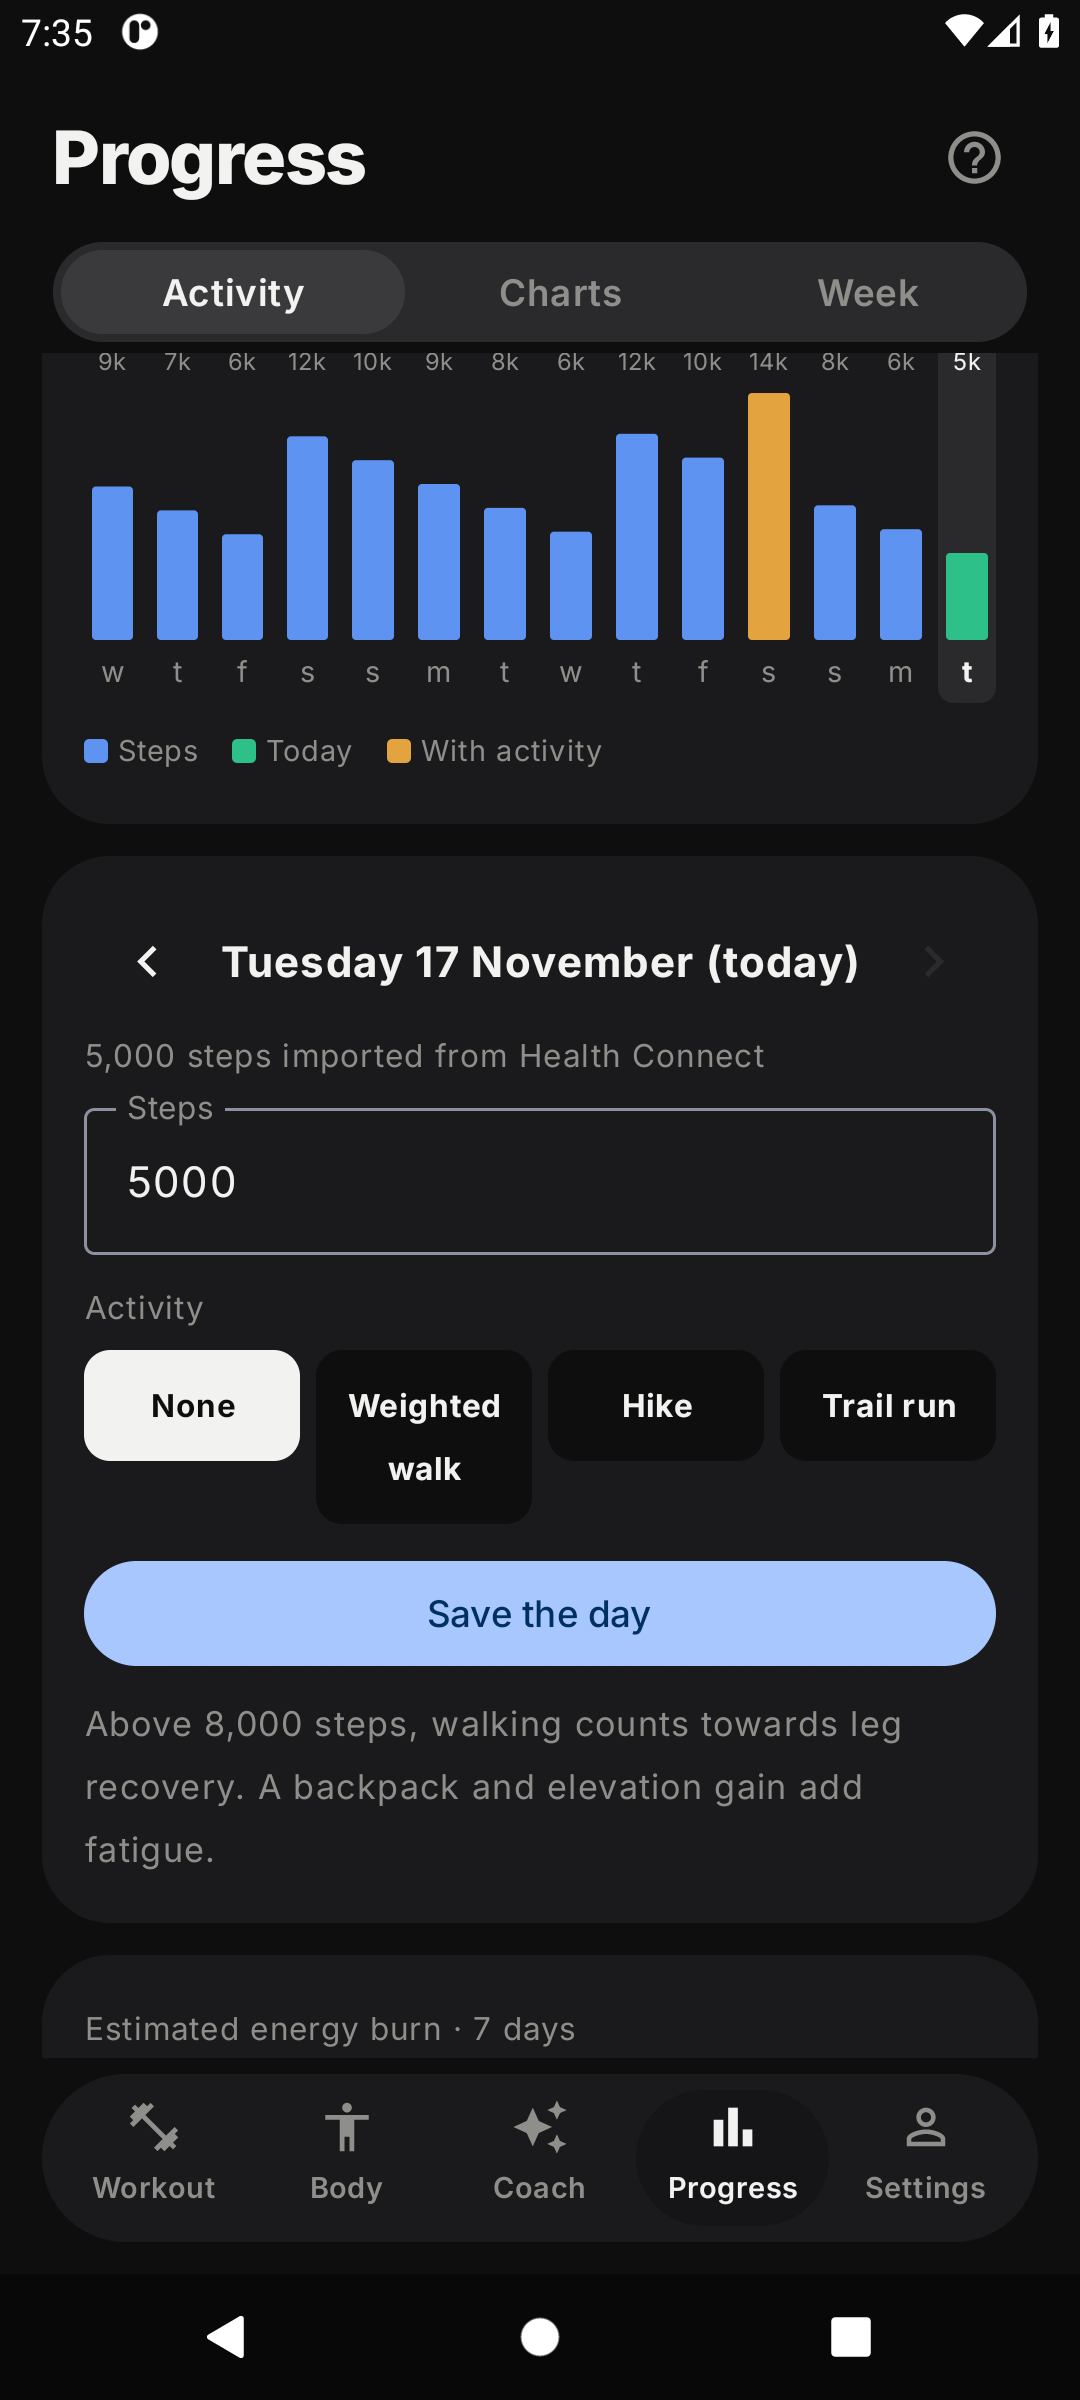 7:35
Progress
Activity Charts Week
9k 7k 6k 12k 10k 9k 8k 6k 12k 10k 14k 8k 6k 5k
w t f s s m t w t f s s m t
Steps Today With activity
Tuesday 17 November (today)
5,000 steps imported from Health Connect
Steps
5000
Activity
None Weighted Hike Trail run
walk
Save the day
Above 8,000 steps, walking counts towards leg
recovery. A backpack and elevation gain add
fatigue.
Estimated energy burn · 7 days
Workout Body Coach Progress Settings